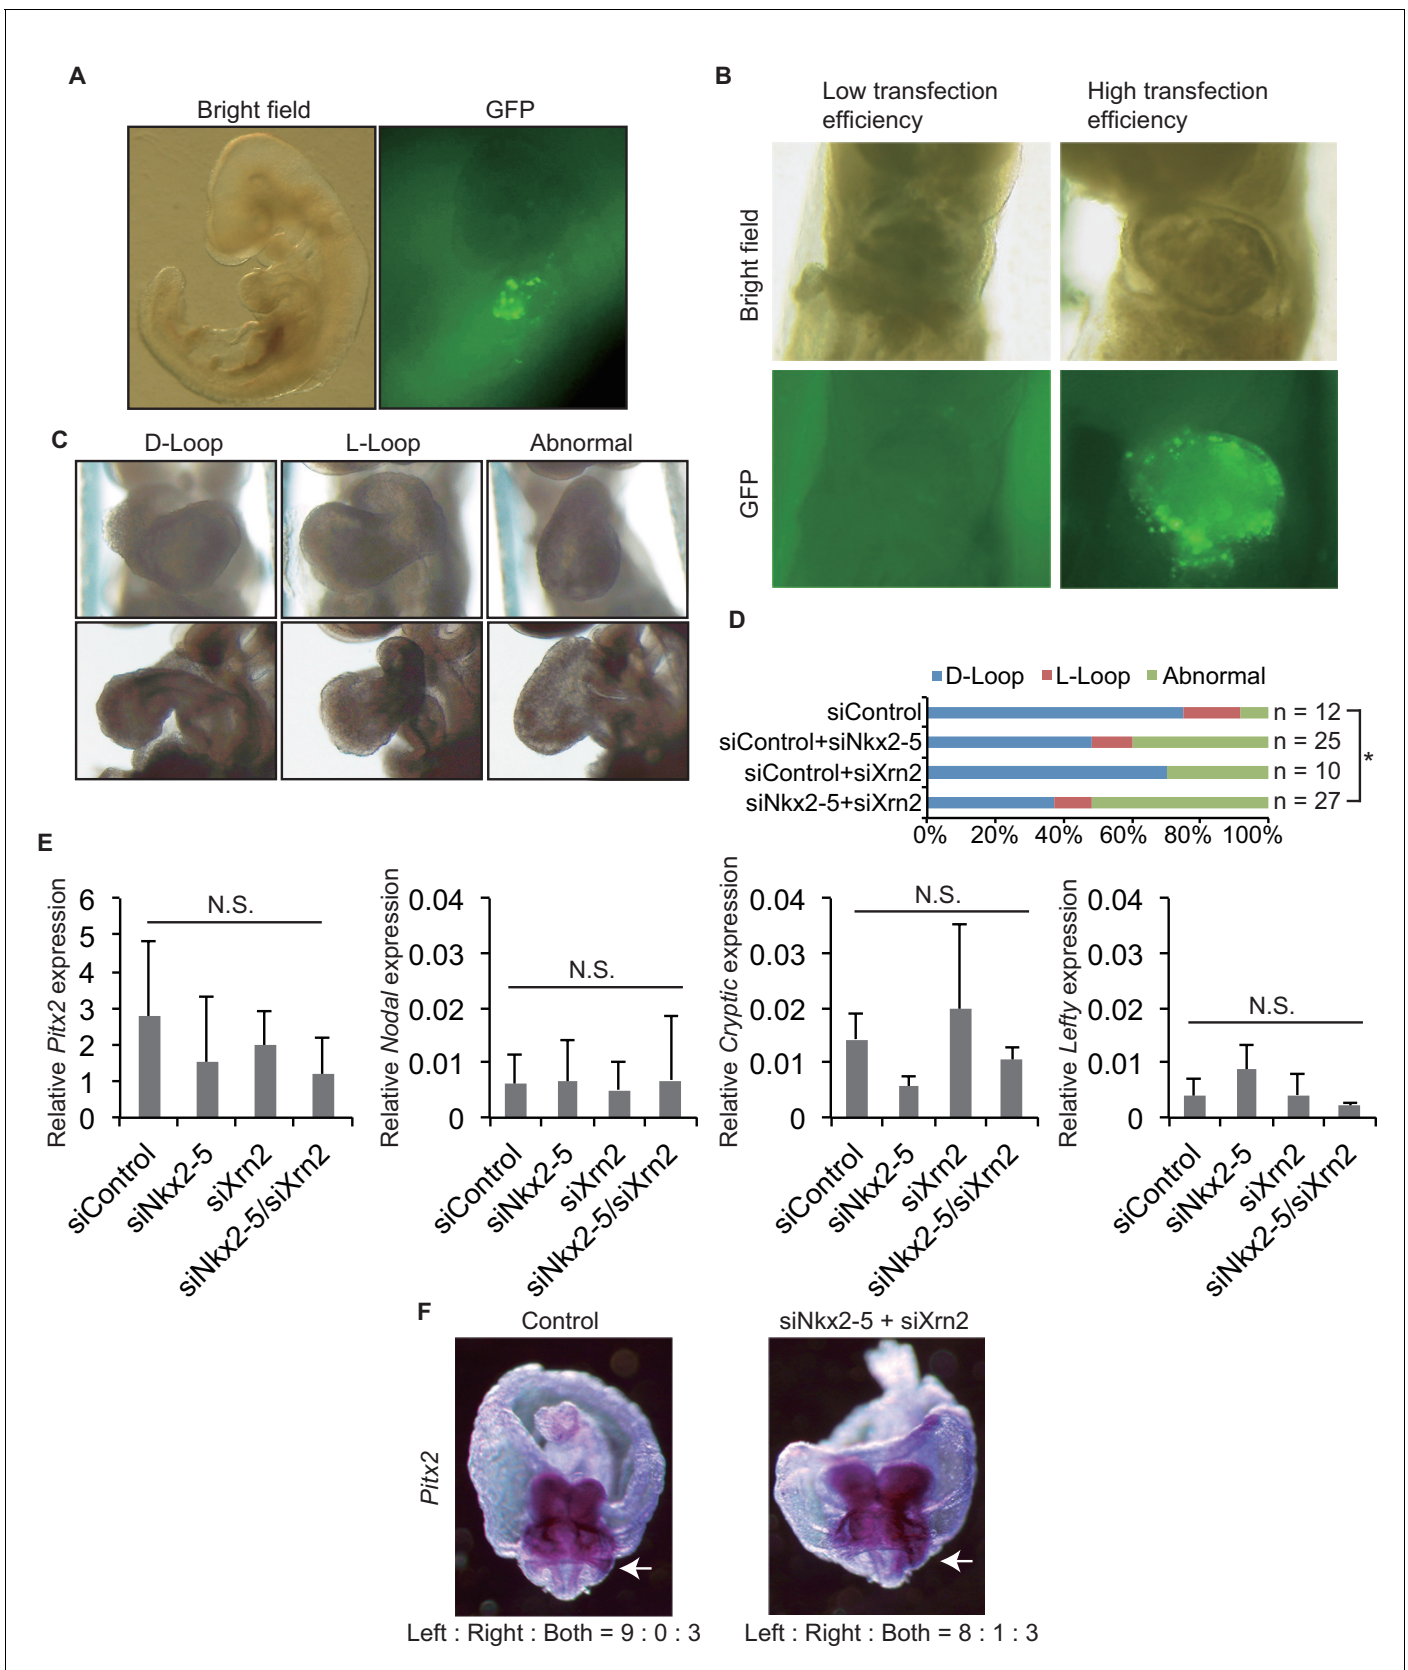 A
Bright field
GFP
B
Low transfection
efficiency
High transfection
efficiency
Bright field
GFP
C
D-Loop
L-Loop
Abnormal
D
D-Loop
L-Loop
Abnormal
siControl
n = 12
siControl+siNkx2-5
n = 25
siControl+siXrn2
n = 10
siNkx2-5+siXrn2
n = 27
*
0%
20%
40%
60%
80%
100%
E
Relative Pitx2 expression
6
5
4
3
2
1
0
N.S.
siControl
siNkx2-5
siXrn2
siNkx2-5/siXrn2
Relative Nodal expression
0.04
0.03
0.02
0.01
0
N.S.
siControl
siNkx2-5
siXrn2
siNkx2-5/siXrn2
Relative Cryptic expression
0.04
0.03
0.02
0.01
0
N.S.
siControl
siNkx2-5
siXrn2
siNkx2-5/siXrn2
Relative Lefty expression
0.04
0.03
0.02
0.01
0
N.S.
siControl
siNkx2-5
siXrn2
siNkx2-5/siXrn2
F
Control
siNkx2-5 + siXrn2
Pitx2
Left : Right : Both = 9 : 0 : 3
Left : Right : Both = 8 : 1 : 3